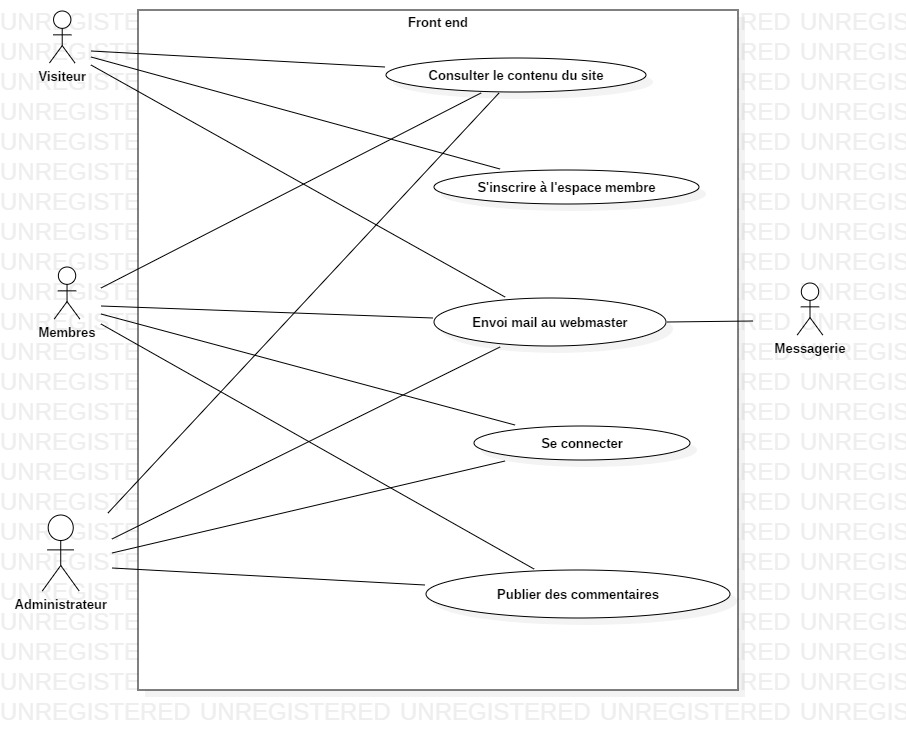 Front end
Visiteur
Consulter le contenu du site
S'inscrire à l'espace membre
Membres
Envoi mail au webmaster
Messagerie
Se connecter
Administrateur
Publier des commentaires
UNREGISTERED UNREGISTERED UNREGISTERED UNREGISTERED UNREGIS